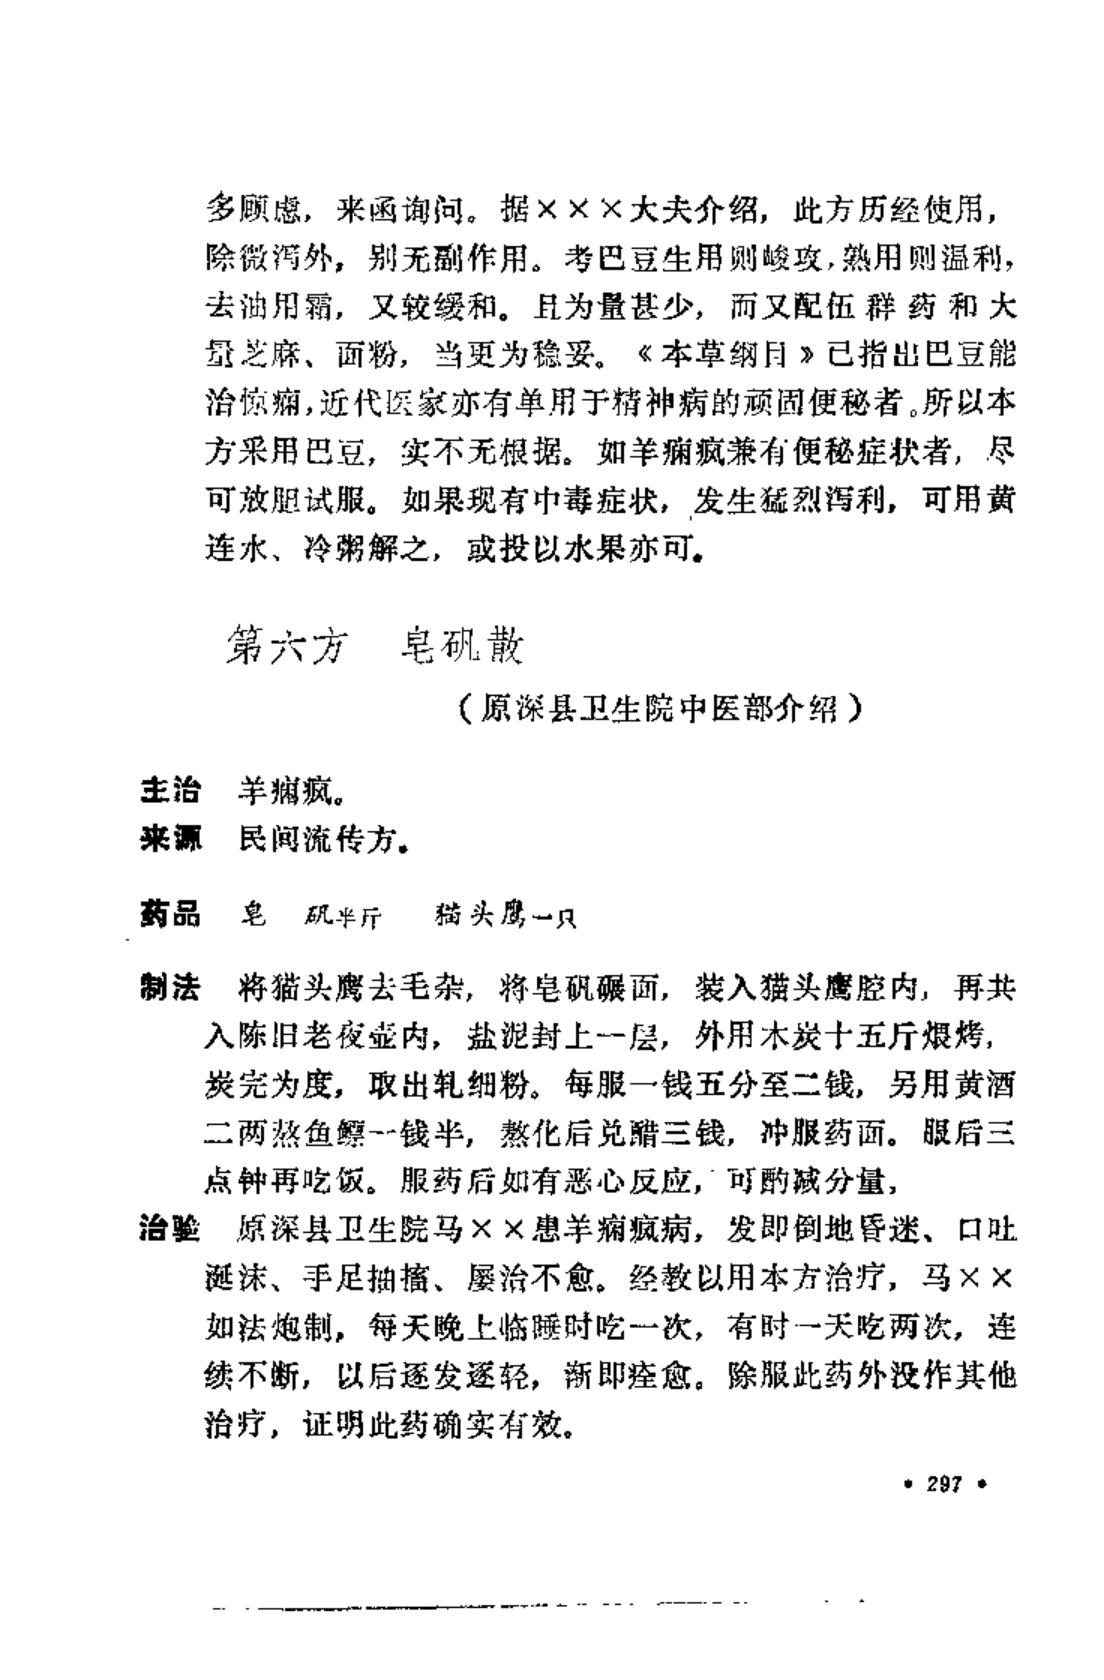 多顾虑，来函询问。据×××大夫介绍，此方历经使用，
除微泻外，别无副作用。考巴豆生用则峻攻，熟用则温利，
去油用霜，又较缓和。且为量甚少，而又配伍群药和大
量芝麻、面粉，当更为稳妥。《本草纲目》已指出巴豆能
治惊痫，近代医家亦有单用于精神病的顽固便秘者。所以本
方采用巴豆，实不无根据。如羊痫疯兼有便秘症状者，尽
可放胆试服。如果现有中毒症状，发生猛烈泻利，可用黄
连水、冷粥解之，或投以水果亦可。
第六方　皂矾散
（原深县卫生院中医部介绍）
主治　羊痫疯。
来源　民间流传方。
药品　皂　矾半斤　猫头鹰一只
制法　将猫头鹰去毛杂，将皂矾碾面，装入猫头鹰腔内，再共
入陈旧老夜壶内，盐泥封上一层，外用木炭十五斤煨烤，
炭完为度，取出轧细粉。每服一钱五分至二钱，另用黄酒
二两熬鱼鳔一钱半，熬化后兑醋三钱，冲服药面。服后三
点钟再吃饭。服药后如有恶心反应，可酌减分量，
治验　原深县卫生院马××患羊痫疯病，发即倒地昏迷、口吐
涎沫、手足抽搐、屡治不愈。经教以用本方治疗，马××
如法炮制，每天晚上临睡时吃一次，有时一天吃两次，连
续不断，以后逐发逐轻，渐即痊愈。除服此药外没作其他
治疗，证明此药确实有效。
• 297 •